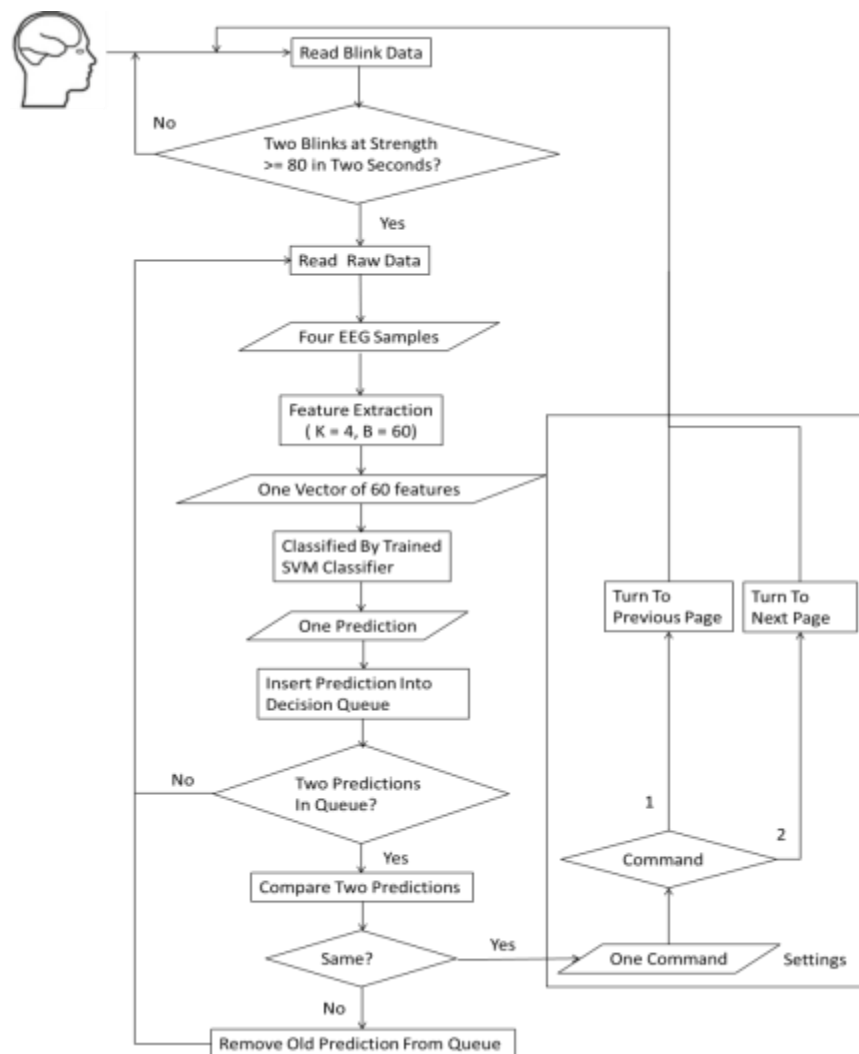 Read Blink Data
No
Two Blinks at Strength
>= 80 in Two Seconds?
Yes
Read Raw Data
Four EEG Samples
Feature Extraction
( K = 4, B = 60)
One Vector of 60 features
Classified By Trained
SVM Classifier
One Prediction
Insert Prediction Into
Decision Queue
No
Two Predictions
In Queue?
Yes
Compare Two Predictions
Same?
Yes
No
Remove Old Prediction From Queue
Turn To
Previous Page
Turn To
Next Page
1
2
Command
One Command
Settings